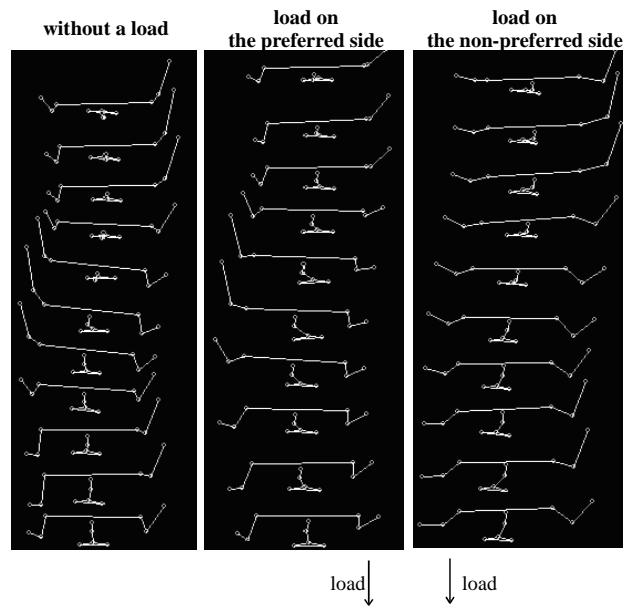 without a load
load on
the preferred side
load on
the non-preferred side
load
load